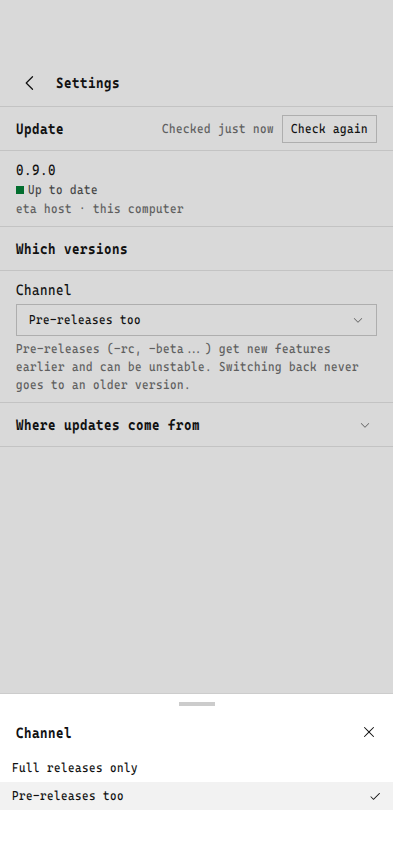 Settings
Update
Checked just now
Check again
0.9.0
Up to date
eta host · this computer
Which versions
Channel
Pre-releases too
Pre-releases (-rc, -beta...) get new features
earlier and can be unstable. Switching back never
goes to an older version.
Where updates come from
Channel
Full releases only
Pre-releases too